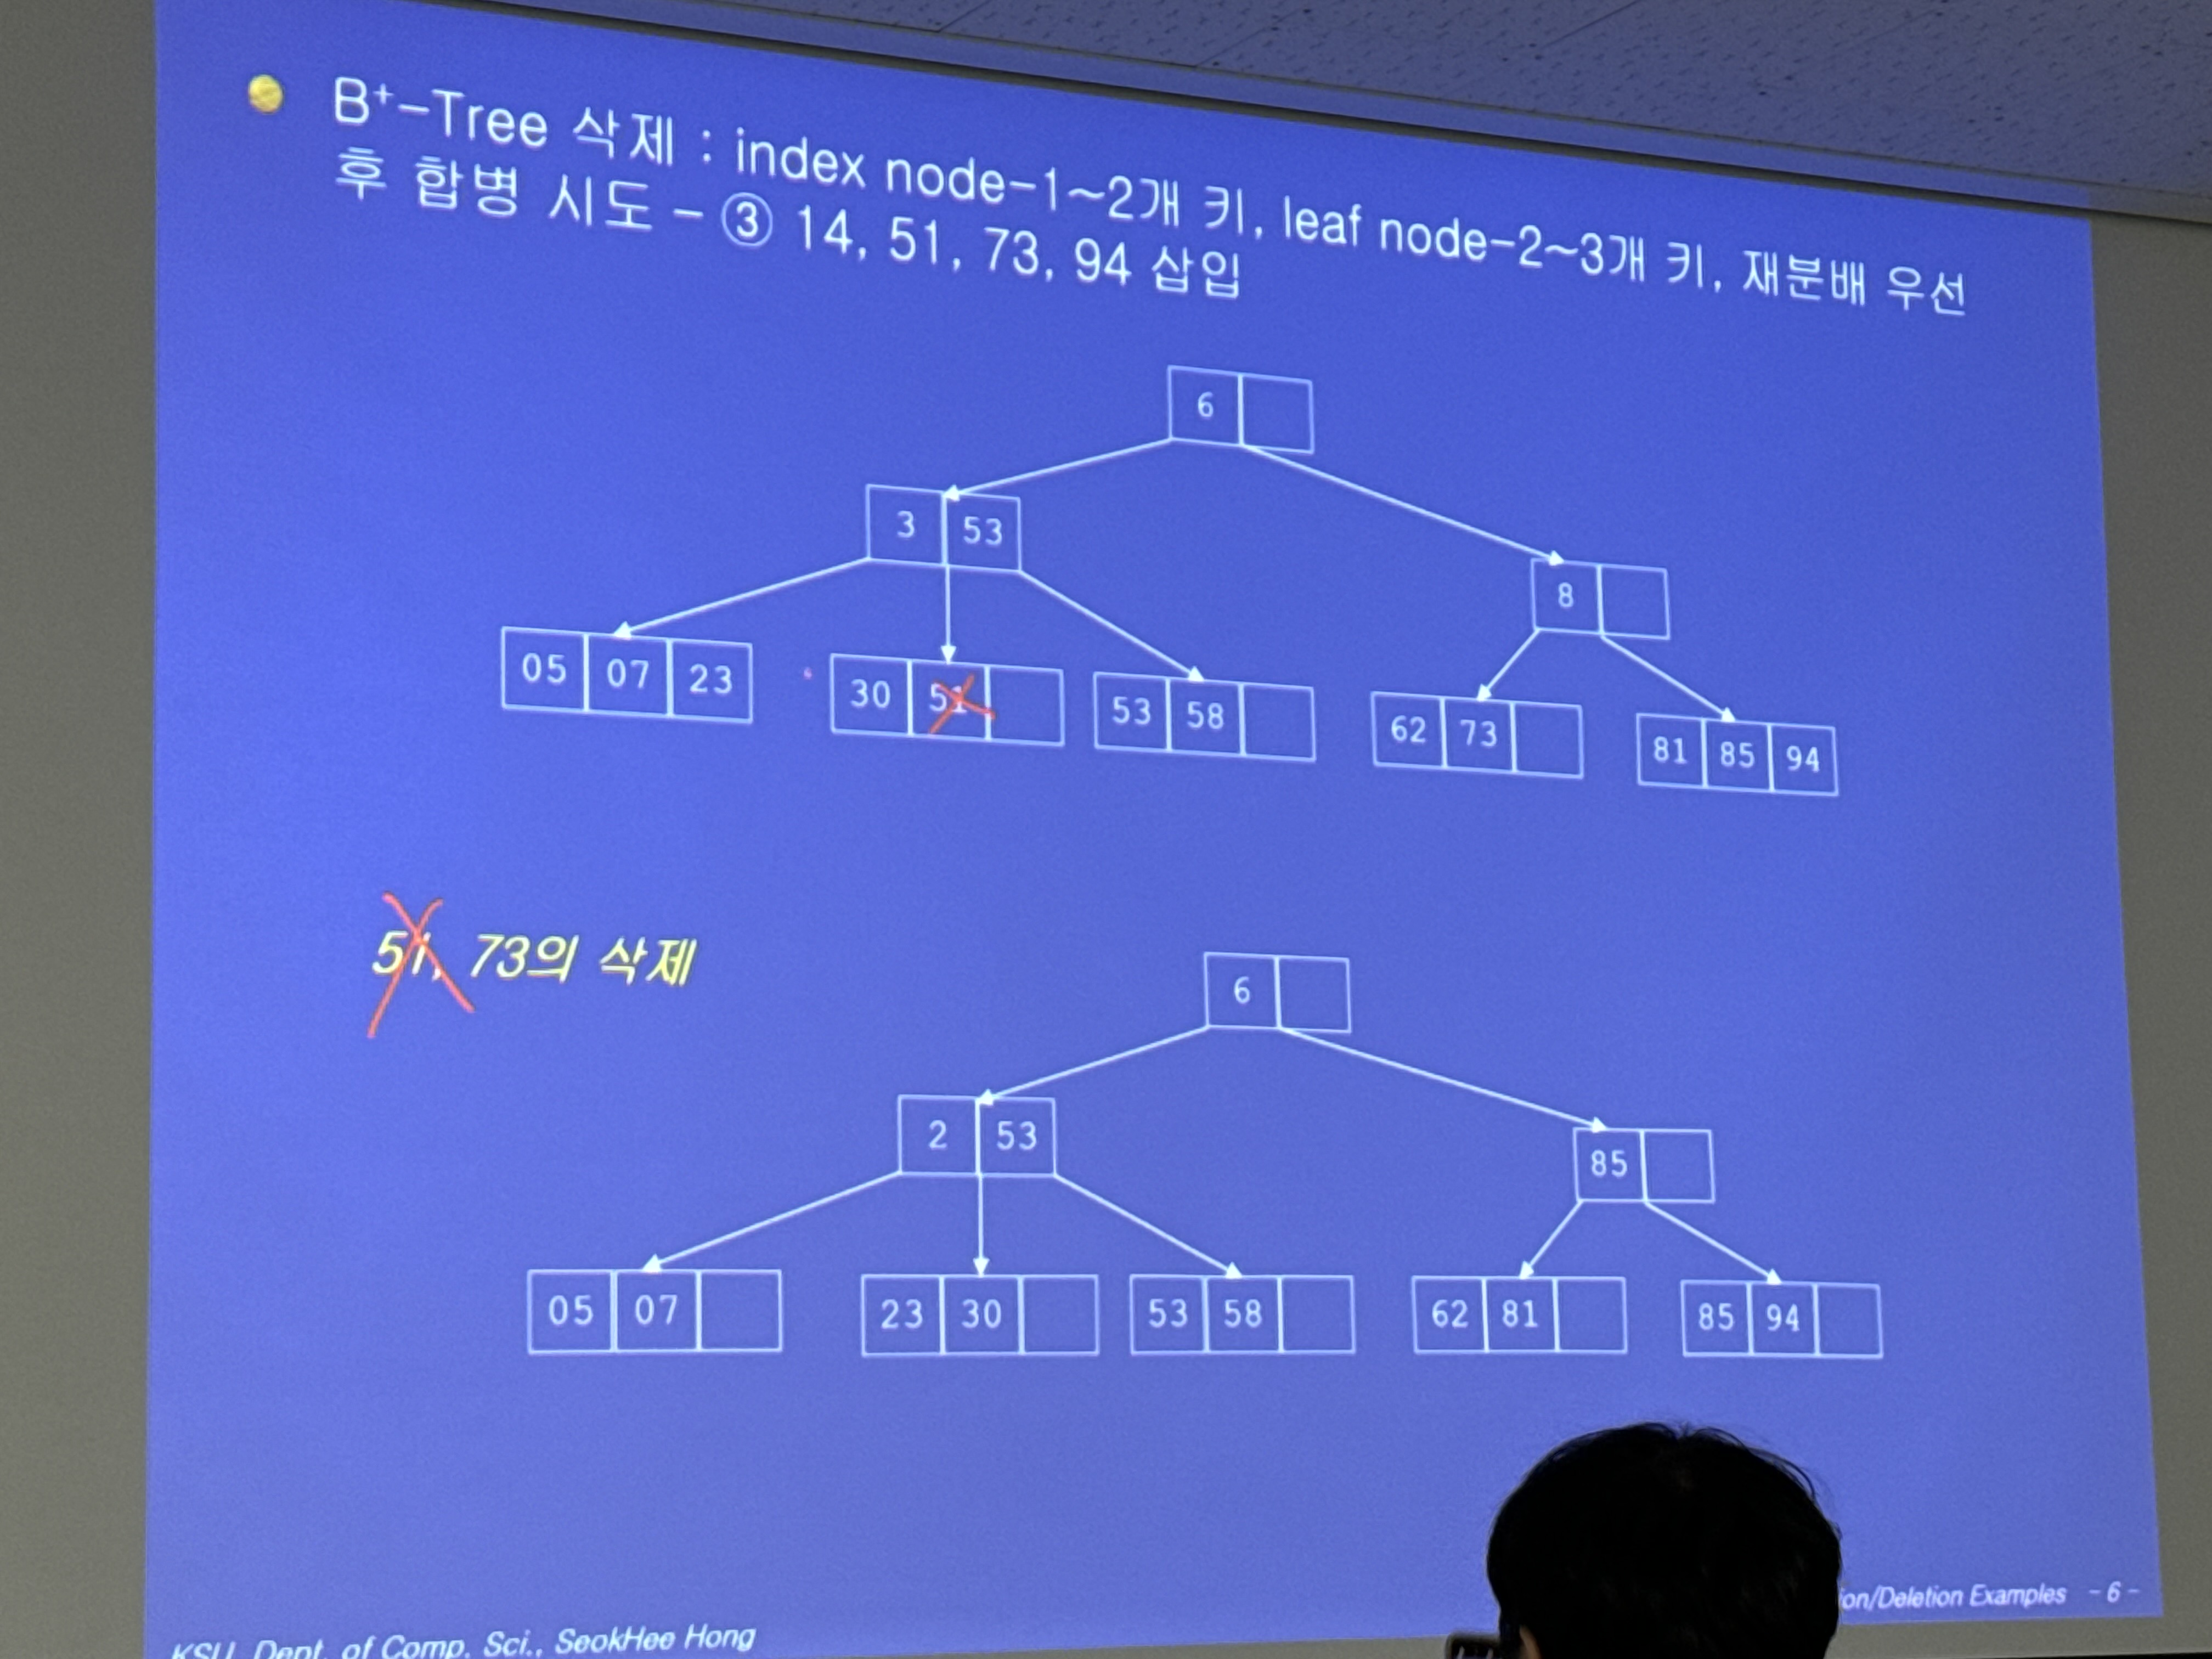 B⁺-Tree 삭제 : index node-1~2개 키, leaf node-2~3개 키, 재분배 우선
후 합병 시도 - ③ 14, 51, 73, 94 삽입
6
3 53
8
05 07 23
30 51
53 58
62 73
81 85 94
51, 73의 삭제
6
2 53
85
05 07
23 30
53 58
62 81
85 94
on/Deletion Examples - 6 -
KSU, Dept. of Comp. Sci., SeokHee Hong